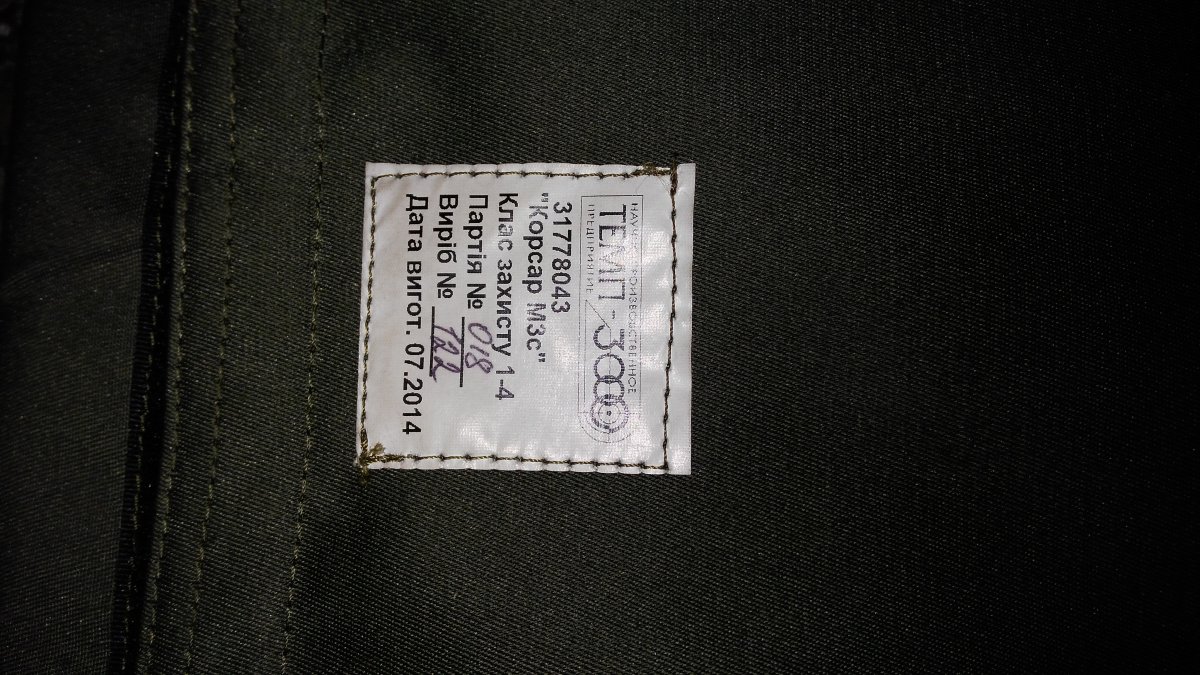 НАУЧНО-ПРОИЗВОДСТВЕННОЕ
ТЕМП-3000
ПРЕДПРИЯТИЕ
31778043
"Корсар М3с"
Клас захисту 1-4
Партія № 018
Виріб № 122
Дата вигот. 07.2014